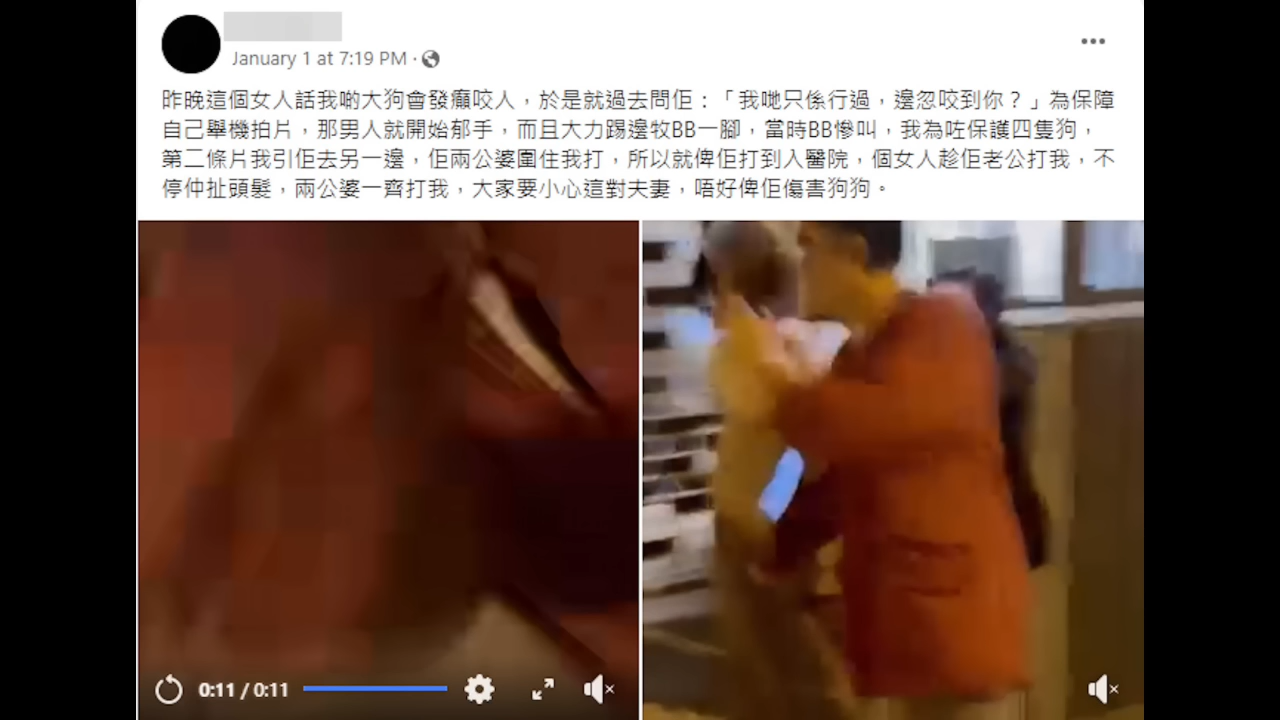 January 1 at 7:19 PM ·
昨晚這個女人話我啲大狗會發癲咬人，於是就過去問佢：「我哋只係行過，邊忽咬到你？」為保障
自己舉機拍片，那男人就開始郁手，而且大力踢邊牧BB一腳，當時BB慘叫，我為咗保護四隻狗，
第二條片我引佢去另一邊，佢兩公婆圍住我打，所以就俾佢打到入醫院，個女人趁佢老公打我，不
停仲扯頭髮，兩公婆一齊打我，大家要小心這對夫妻，唔好俾佢傷害狗狗。
0:11 / 0:11